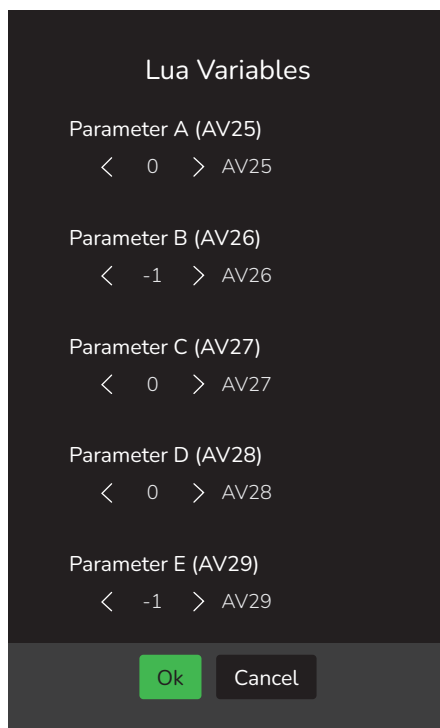 Lua Variables
Parameter A (AV25)
0 AV25
Parameter B (AV26)
-1 AV26
Parameter C (AV27)
0 AV27
Parameter D (AV28)
0 AV28
Parameter E (AV29)
-1 AV29
Ok Cancel